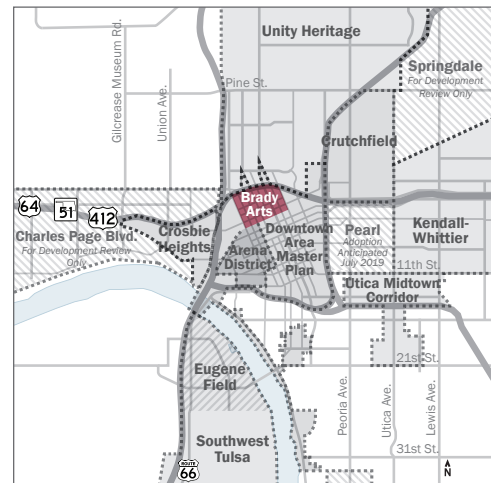 Unity Heritage
Gilcrease Museum Rd.
Union Ave.
Pine St.
Springdale
For Development
Review Only
Crutchfield
Brady
Arts
64
51
412
Charles Page Blvd.
For Development Review
Only
Crosbie
Heights
Arena
District
Downtown
Area
Master
Plan
Pearl
Adoption
Anticipated
July 2019
Kendall-
Whittier
11th St.
Utica Midtown
Corridor
21st St.
Eugene
Field
Peoria Ave.
Utica Ave.
Lewis Ave.
Southwest
Tulsa
31st St.
ROUTE
66
N